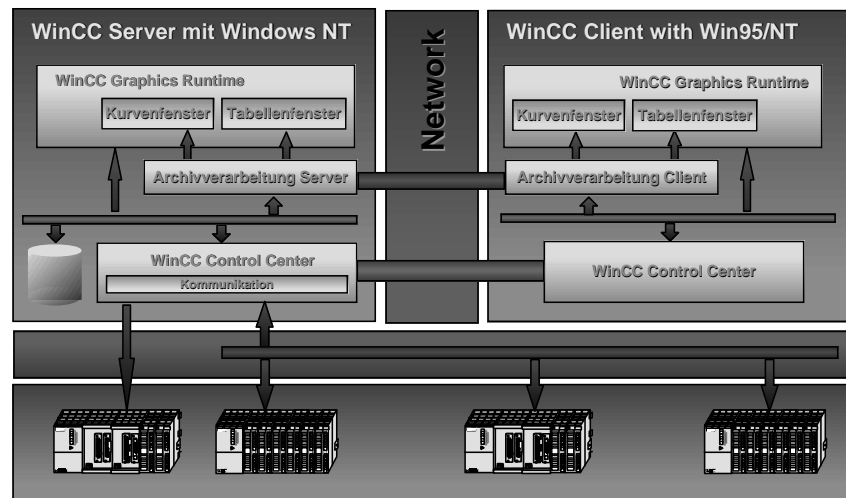 WinCC Server mit Windows NT
WinCC Graphics Runtime
Kurvenfenster
Tabellenfenster
Archivverarbeitung Server
WinCC Control Center
Kommunikation
Network
WinCC Client with Win95/NT
WinCC Graphics Runtime
Kurvenfenster
Tabellenfenster
Archivverarbeitung Client
WinCC Control Center